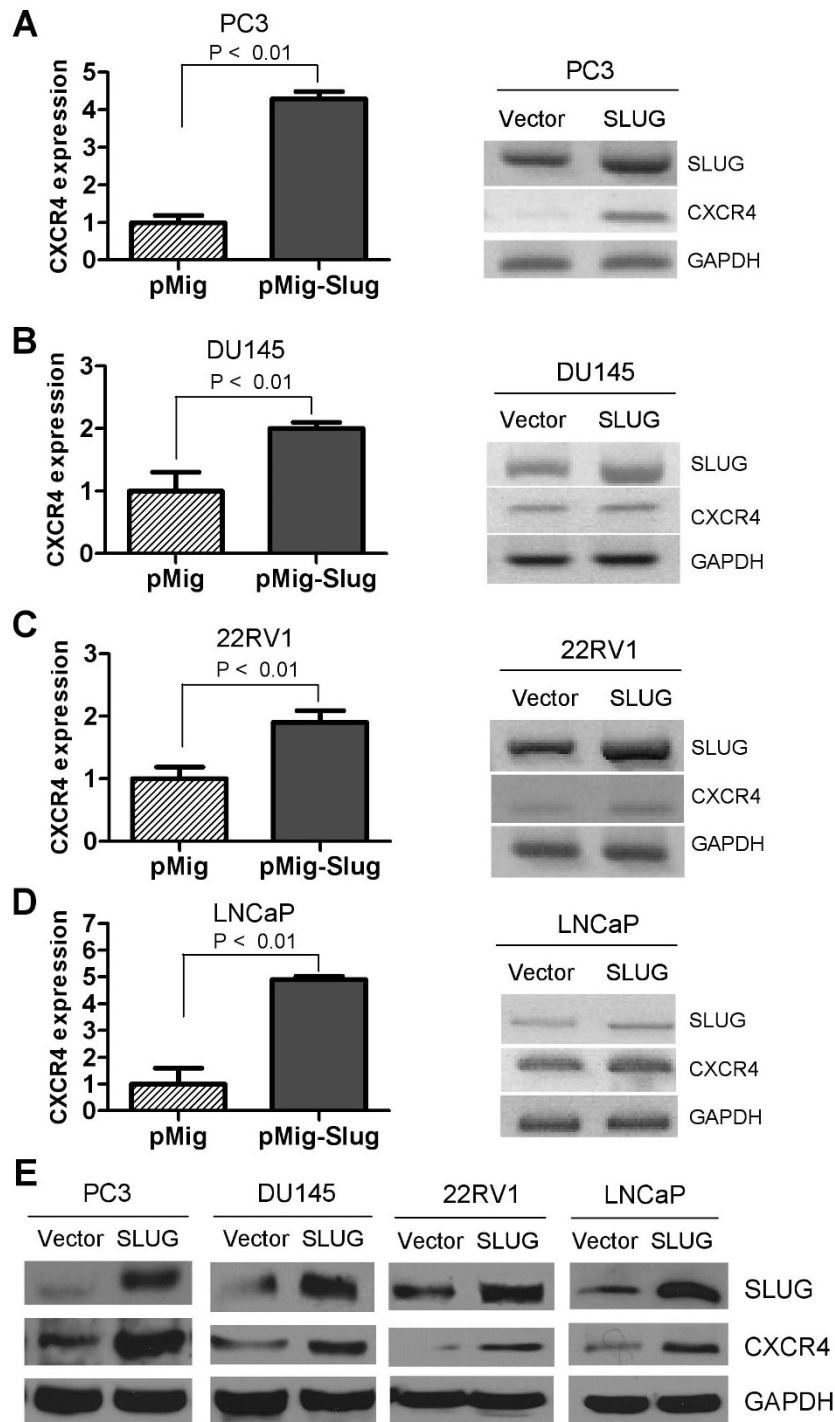 A
PC3
P < 0.01
CXCR4 expression
5
4
3
2
1
0
pMig
pMig-Slug
PC3
Vector SLUG
SLUG
CXCR4
GAPDH
B
DU145
P < 0.01
CXCR4 expression
3
2
1
0
pMig
pMig-Slug
DU145
Vector SLUG
SLUG
CXCR4
GAPDH
C
22RV1
P < 0.01
CXCR4 expression
3
2
1
0
pMig
pMig-Slug
22RV1
Vector SLUG
SLUG
CXCR4
GAPDH
D
LNCaP
P < 0.01
CXCR4 expression
7
6
5
4
3
2
1
0
pMig
pMig-Slug
LNCaP
Vector SLUG
SLUG
CXCR4
GAPDH
E
PC3 DU145 22RV1 LNCaP
Vector SLUG Vector SLUG Vector SLUG Vector SLUG
SLUG
CXCR4
GAPDH